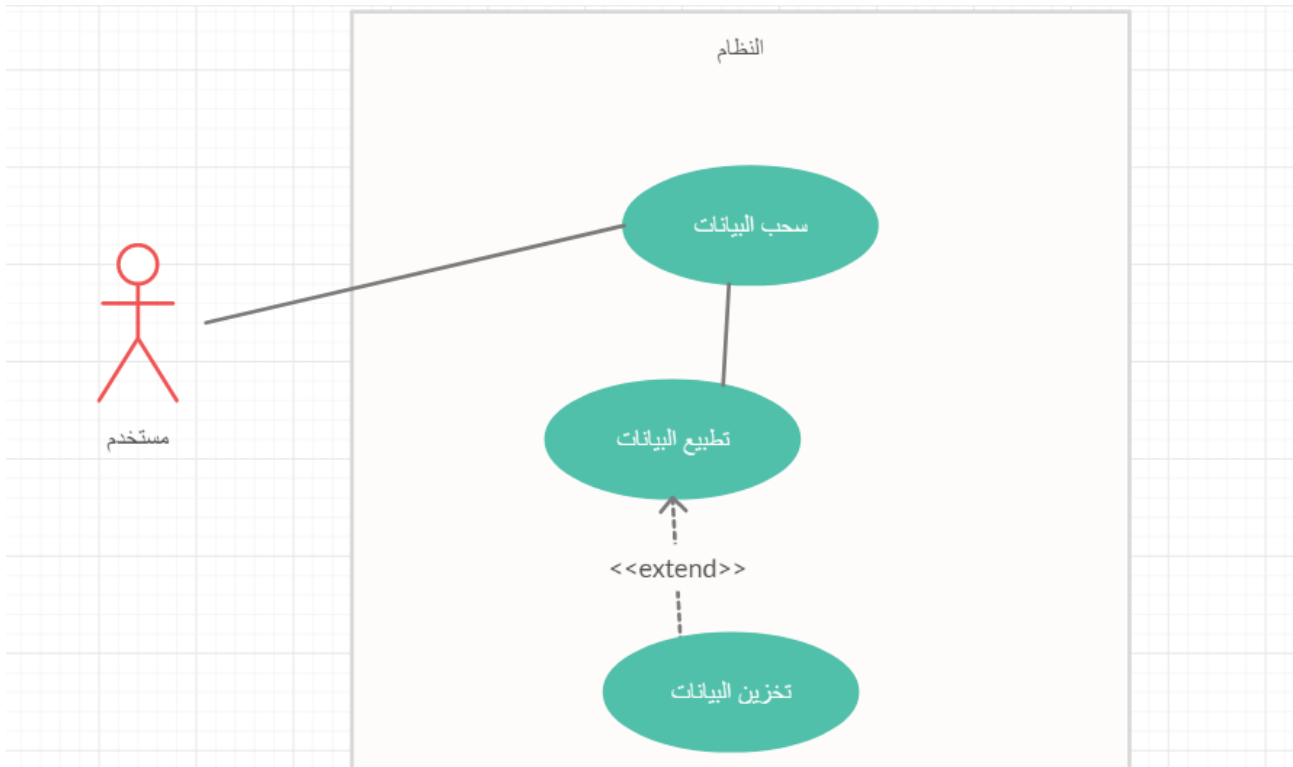 النظام
سحب البيانات
مستخدم
تطبيع البيانات
<<extend>>
تخزين البيانات